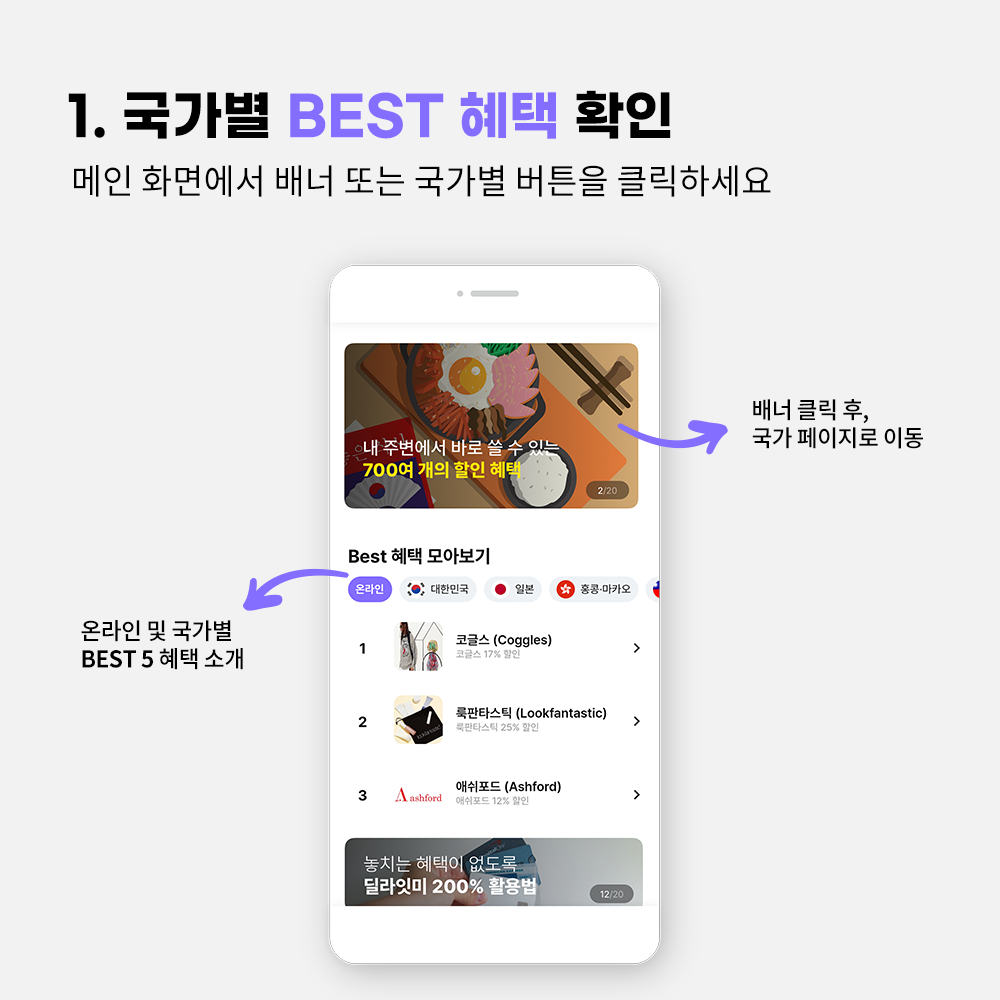 1. 국가별 BEST 혜택 확인
메인 화면에서 배너 또는 국가별 버튼을 클릭하세요
내 주변에서 바로 쓸 수 있는
700여 개의 할인 혜택
2/20
배너 클릭 후,
국가 페이지로 이동
Best 혜택 모아보기
온라인 대한민국 일본 홍콩·마카오
온라인 및 국가별
BEST 5 혜택 소개
1 코글스 (Coggles)
코글스 17% 할인
2 룩판타스틱 (Lookfantastic)
룩판타스틱 25% 할인
3 ashford 애쉬포드 (Ashford)
애쉬포드 12% 할인
놓치는 혜택이 없도록
딜라잇미 200% 활용법
12/20